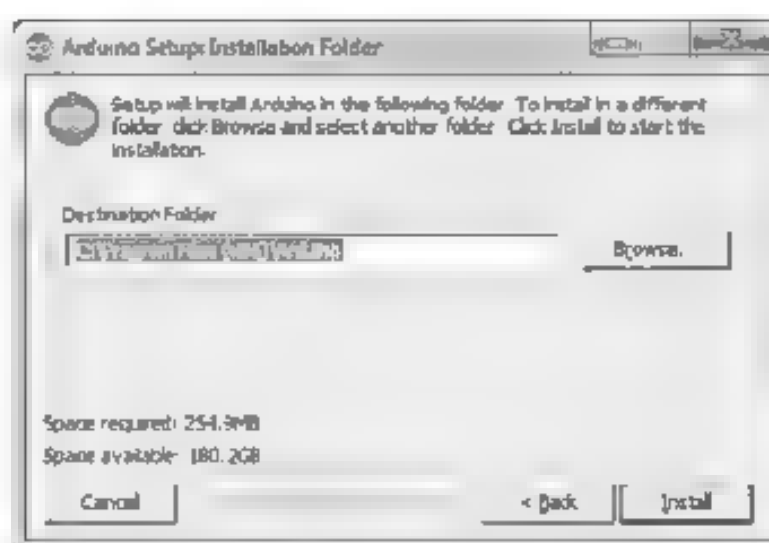 Arduino Setup: Installation Folder
Setup will install Arduino in the following folder. To install in a different
folder, click Browse and select another folder. Click Install to start the
installation.
Destination Folder
Browse...
Space required: 254.9MB
Space available: 180.2GB
Cancel
< Back
Install